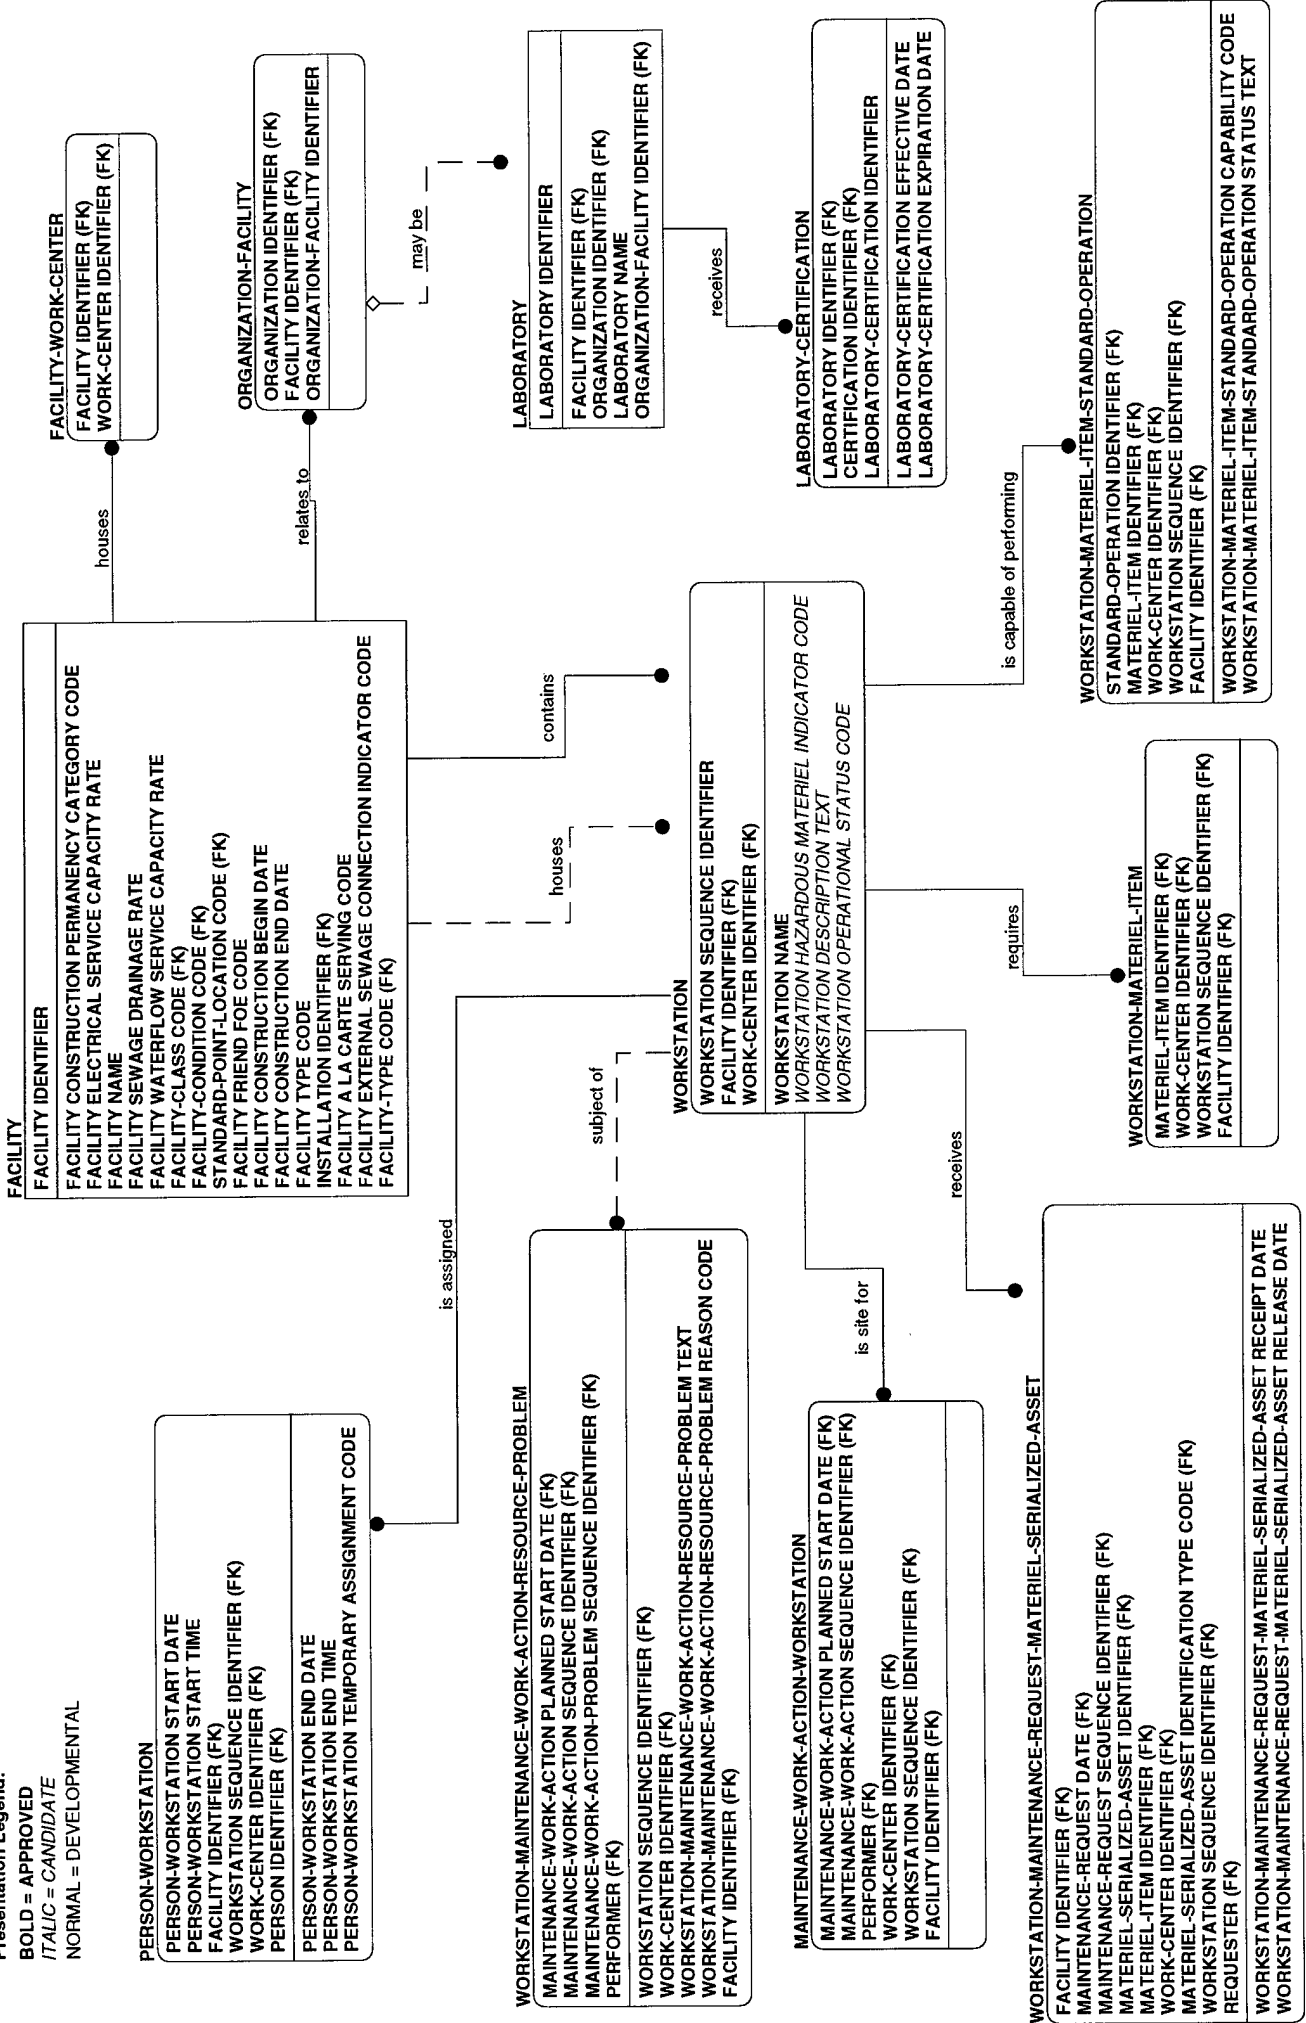 Presentation Legend:
BOLD = APPROVED
ITALIC = CANDIDATE
NORMAL = DEVELOPMENTAL
PERSON-WORKSTATION
PERSON-WORKSTATION START DATE
PERSON-WORKSTATION START TIME
FACILITY IDENTIFIER (FK)
WORKSTATION SEQUENCE IDENTIFIER (FK)
WORK-CENTER IDENTIFIER (FK)
PERSON IDENTIFIER (FK)
PERSON-WORKSTATION END DATE
PERSON-WORKSTATION END TIME
PERSON-WORKSTATION TEMPORARY ASSIGNMENT CODE
is assigned
FACILITY
FACILITY IDENTIFIER
FACILITY CONSTRUCTION PERMANENCY CATEGORY CODE
FACILITY ELECTRICAL SERVICE CAPACITY RATE
FACILITY NAME
FACILITY SEWAGE DRAINAGE RATE
FACILITY WATERFLOW SERVICE CAPACITY RATE
FACILITY-CLASS CODE (FK)
FACILITY-CONDITION CODE (FK)
STANDARD-POINT-LOCATION CODE (FK)
FACILITY FRIEND FOE CODE
FACILITY CONSTRUCTION BEGIN DATE
FACILITY CONSTRUCTION END DATE
FACILITY TYPE CODE
INSTALLATION IDENTIFIER (FK)
FACILITY A LA CARTE SERVING CODE
FACILITY EXTERNAL SEWAGE CONNECTION INDICATOR CODE
FACILITY-TYPE CODE (FK)
houses
FACILITY-WORK-CENTER
FACILITY IDENTIFIER (FK)
WORK-CENTER IDENTIFIER (FK)
relates to
ORGANIZATION-FACILITY
ORGANIZATION IDENTIFIER (FK)
FACILITY IDENTIFIER (FK)
ORGANIZATION-FACILITY IDENTIFIER
may be
LABORATORY
LABORATORY IDENTIFIER
FACILITY IDENTIFIER (FK)
ORGANIZATION IDENTIFIER (FK)
LABORATORY NAME
ORGANIZATION-FACILITY IDENTIFIER (FK)
receives
LABORATORY-CERTIFICATION
LABORATORY IDENTIFIER (FK)
CERTIFICATION IDENTIFIER (FK)
LABORATORY-CERTIFICATION IDENTIFIER
LABORATORY-CERTIFICATION EFFECTIVE DATE
LABORATORY-CERTIFICATION EXPIRATION DATE
houses
contains
WORKSTATION-MAINTENANCE-WORK-ACTION-RESOURCE-PROBLEM
MAINTENANCE-WORK-ACTION PLANNED START DATE (FK)
MAINTENANCE-WORK-ACTION SEQUENCE IDENTIFIER (FK)
MAINTENANCE-WORK-ACTION-PROBLEM SEQUENCE IDENTIFIER (FK)
PERFORMER (FK)
WORKSTATION SEQUENCE IDENTIFIER (FK)
WORK-CENTER IDENTIFIER (FK)
WORKSTATION-MAINTENANCE-WORK-ACTION-RESOURCE-PROBLEM TEXT
WORKSTATION-MAINTENANCE-WORK-ACTION-RESOURCE-PROBLEM REASON CODE
FACILITY IDENTIFIER (FK)
subject of
WORKSTATION
WORKSTATION SEQUENCE IDENTIFIER
FACILITY IDENTIFIER (FK)
WORK-CENTER IDENTIFIER (FK)
WORKSTATION NAME
WORKSTATION HAZARDOUS MATERIEL INDICATOR CODE
WORKSTATION DESCRIPTION TEXT
WORKSTATION OPERATIONAL STATUS CODE
is site for
MAINTENANCE-WORK-ACTION-WORKSTATION
MAINTENANCE-WORK-ACTION PLANNED START DATE (FK)
MAINTENANCE-WORK-ACTION SEQUENCE IDENTIFIER (FK)
PERFORMER (FK)
WORK-CENTER IDENTIFIER (FK)
WORKSTATION SEQUENCE IDENTIFIER (FK)
FACILITY IDENTIFIER (FK)
receives
requires
is capable of performing
WORKSTATION-MAINTENANCE-REQUEST-MATERIEL-SERIALIZED-ASSET
FACILITY IDENTIFIER (FK)
MAINTENANCE-REQUEST DATE (FK)
MAINTENANCE-REQUEST SEQUENCE IDENTIFIER (FK)
MATERIEL-SERIALIZED-ASSET IDENTIFIER (FK)
MATERIEL-ITEM IDENTIFIER (FK)
WORK-CENTER IDENTIFIER (FK)
MATERIEL-SERIALIZED-ASSET IDENTIFICATION TYPE CODE (FK)
WORKSTATION SEQUENCE IDENTIFIER (FK)
REQUESTER (FK)
WORKSTATION-MAINTENANCE-REQUEST-MATERIEL-SERIALIZED-ASSET RECEIPT DATE
WORKSTATION-MAINTENANCE-REQUEST-MATERIEL-SERIALIZED-ASSET RELEASE DATE
WORKSTATION-MATERIEL-ITEM
MATERIEL-ITEM IDENTIFIER (FK)
WORK-CENTER IDENTIFIER (FK)
WORKSTATION SEQUENCE IDENTIFIER (FK)
FACILITY IDENTIFIER (FK)
WORKSTATION-MATERIEL-ITEM-STANDARD-OPERATION
STANDARD-OPERATION IDENTIFIER (FK)
MATERIEL-ITEM IDENTIFIER (FK)
WORK-CENTER IDENTIFIER (FK)
WORKSTATION SEQUENCE IDENTIFIER (FK)
FACILITY IDENTIFIER (FK)
WORKSTATION-MATERIEL-ITEM-STANDARD-OPERATION CAPABILITY CODE
WORKSTATION-MATERIEL-ITEM-STANDARD-OPERATION STATUS TEXT